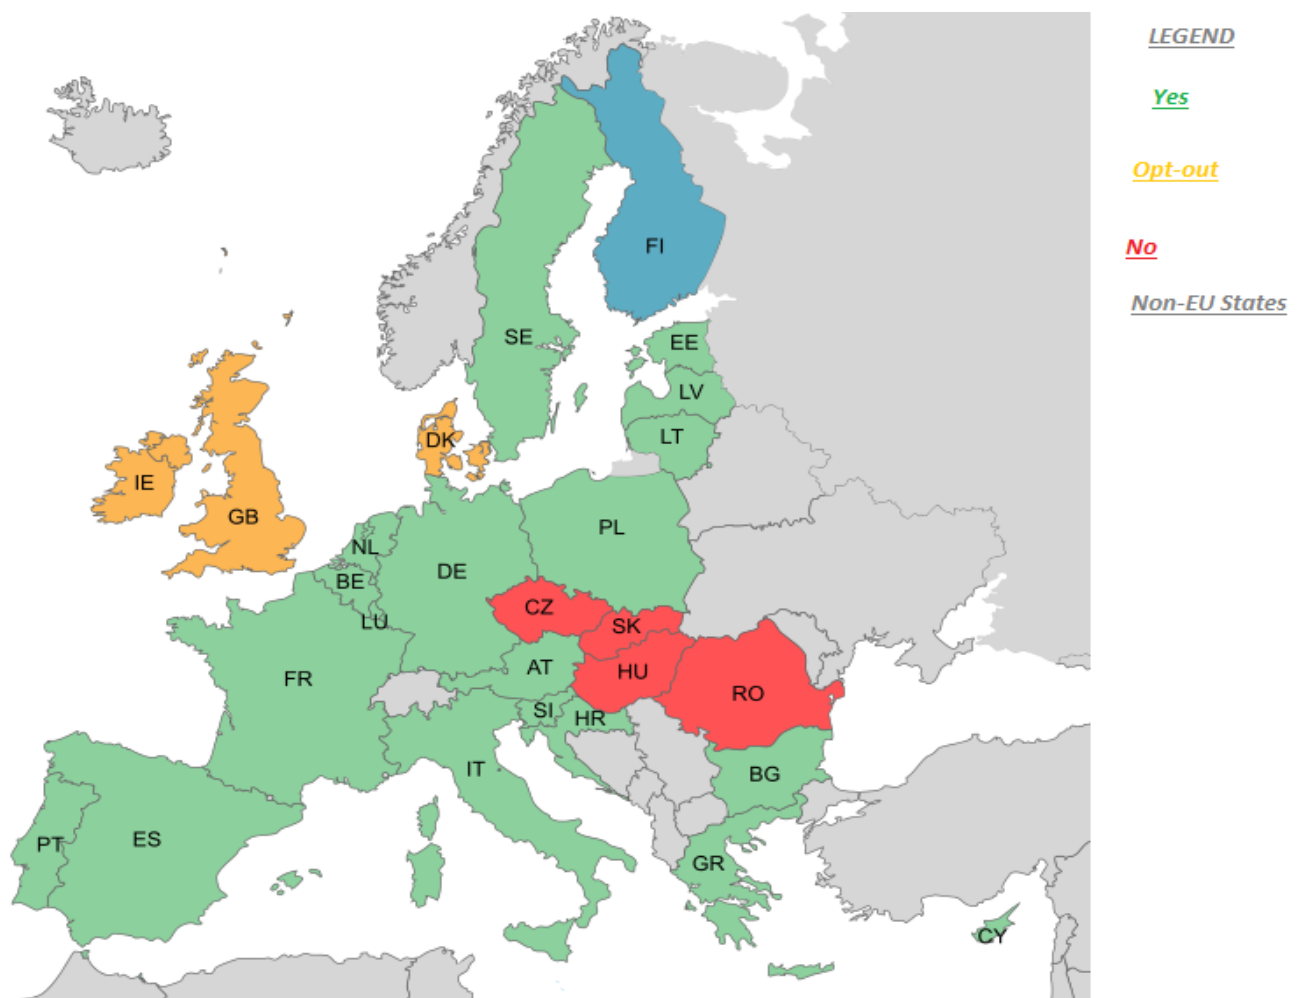 LEGEND
Yes
Opt-out
No
Non-EU States
FI
SE
EE
LV
LT
DK
IE
GB
PL
NL
DE
BE
CZ
LU
SK
AT
HU
FR
RO
SI
HR
IT
BG
PT
ES
GR
CY